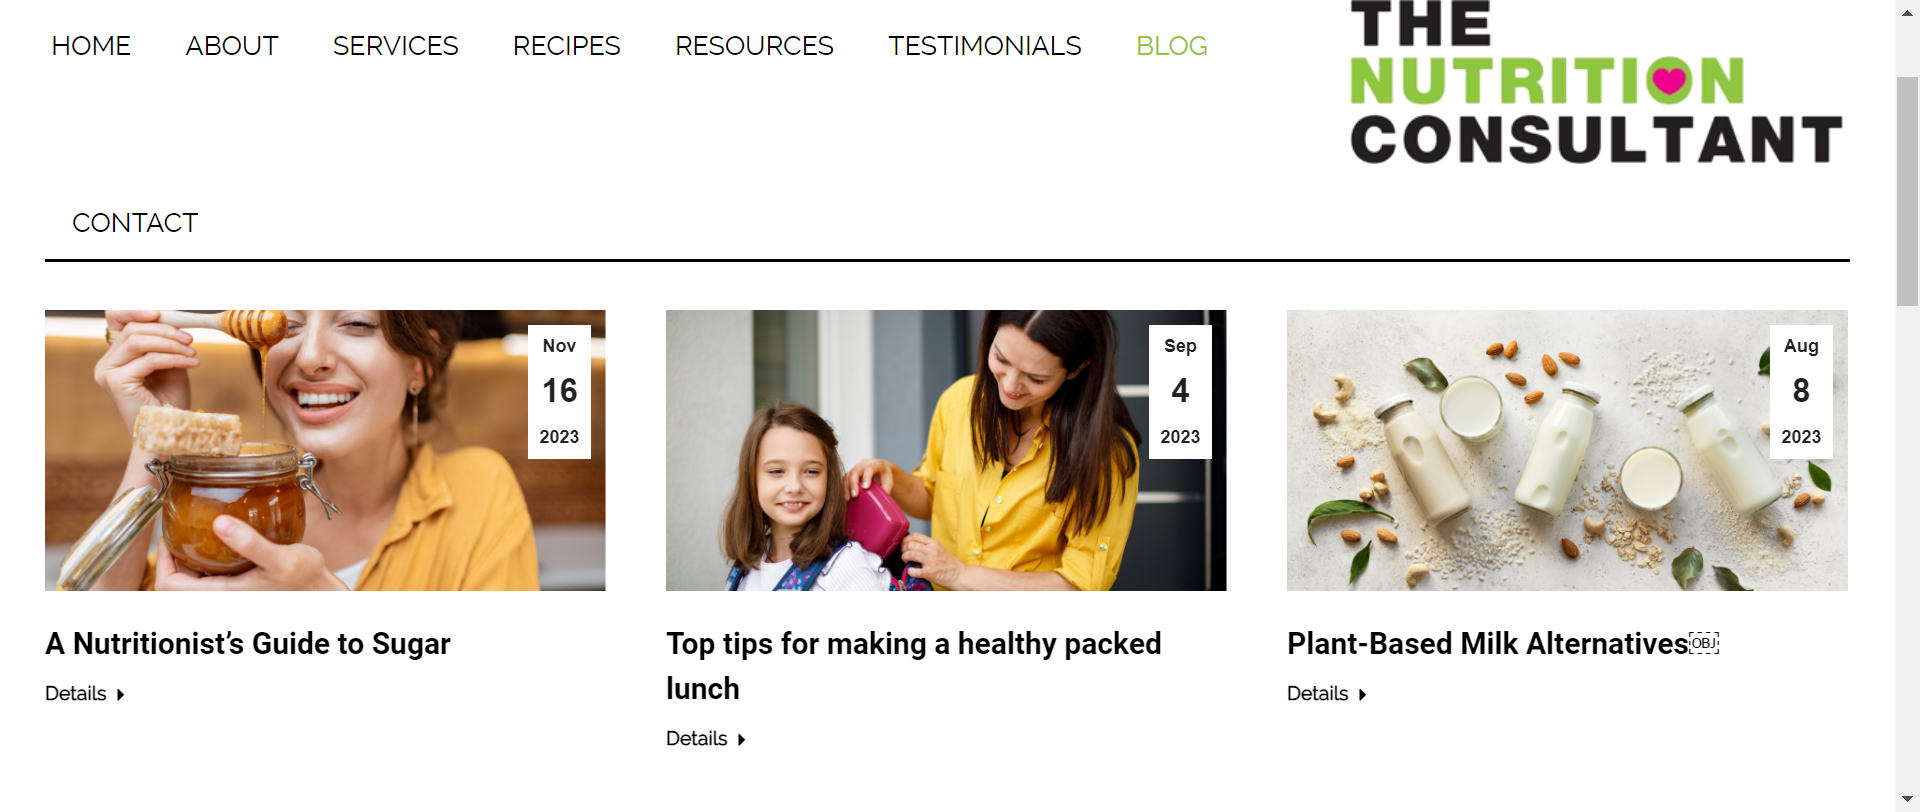 HOME ABOUT SERVICES RECIPES RESOURCES TESTIMONIALS BLOG
THE
NUTRITION
CONSULTANT
CONTACT
Nov
16
2023
Sep
4
2023
Aug
8
2023
A Nutritionist’s Guide to Sugar
Details
Top tips for making a healthy packed
lunch
Details
Plant-Based Milk Alternatives￼
Details